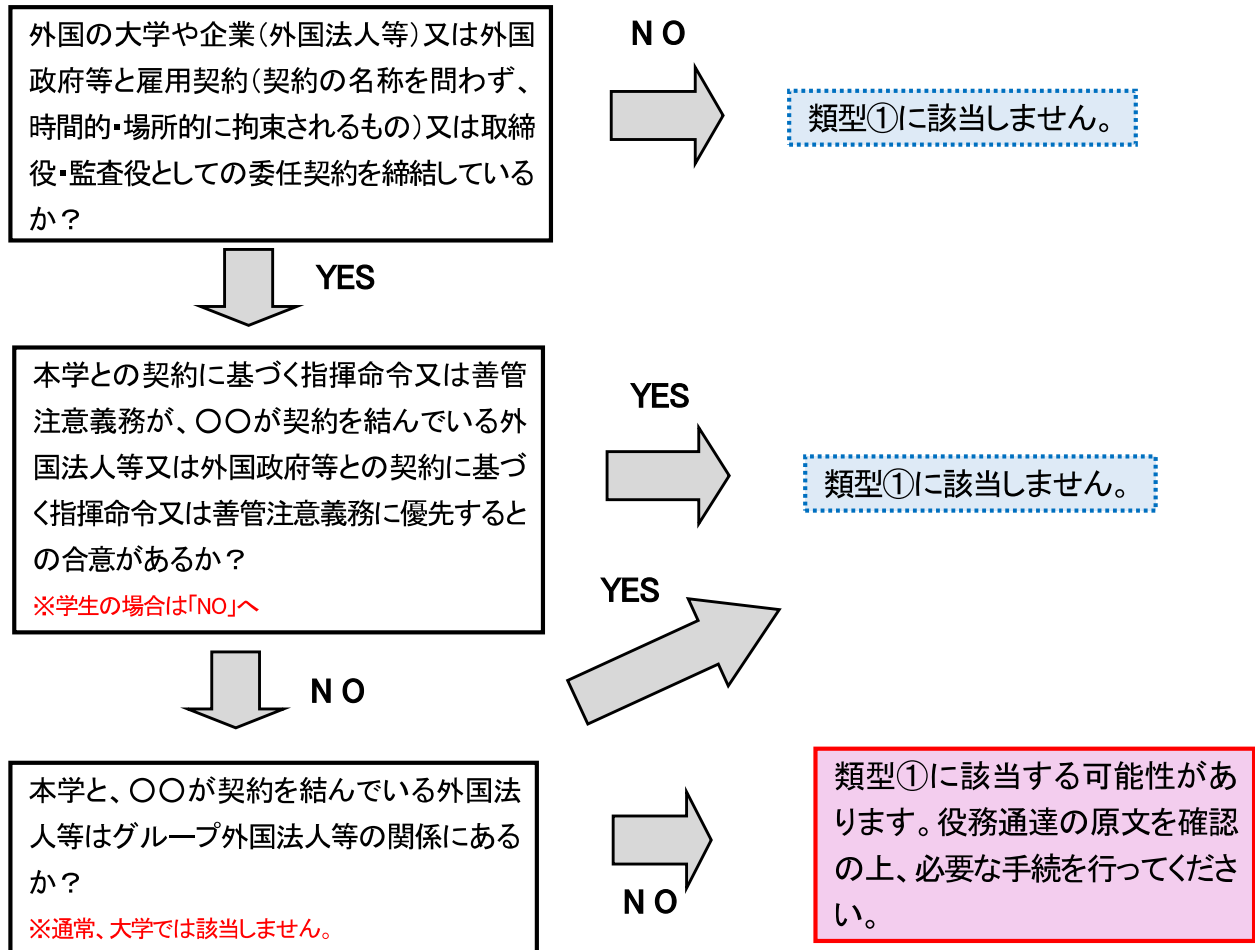 外国の大学や企業(外国法人等)又は外国
政府等と雇用契約(契約の名称を問わず、
時間的・場所的に拘束されるもの)又は取締
役・監査役としての委任契約を締結している
か?
NO
類型①に該当しません。
YES
本学との契約に基づく指揮命令又は善管
注意義務が、〇〇が契約を結んでいる外
国法人等又は外国政府等との契約に基づ
く指揮命令又は善管注意義務に優先すると
の合意があるか?
※学生の場合は「NO」へ
YES
類型①に該当しません。
YES
NO
本学と、〇〇が契約を結んでいる外国法
人等はグループ外国法人等の関係にある
か?
※通常、大学では該当しません。
NO
類型①に該当する可能性があ
ります。役務通達の原文を確認
の上、必要な手続を行ってくださ
い。